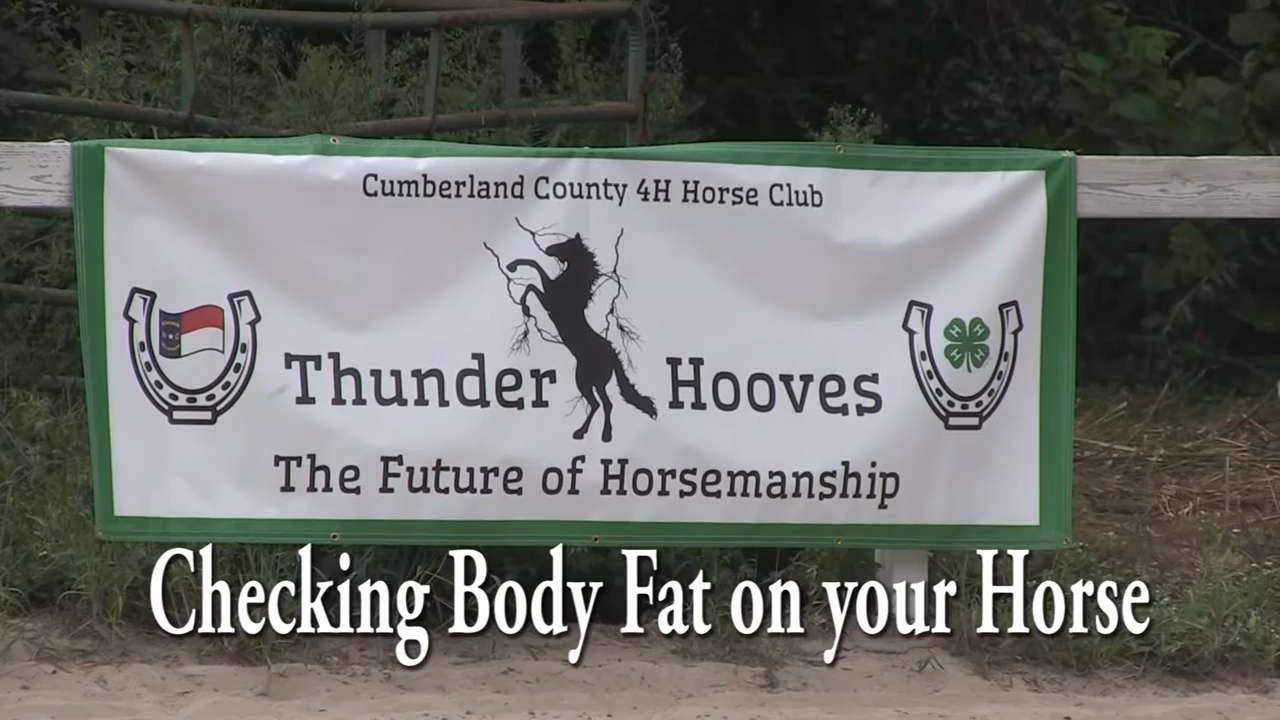 Cumberland County 4H Horse Club
Thunder Hooves
The Future of Horsemanship
H H
H H
Checking Body Fat on your Horse